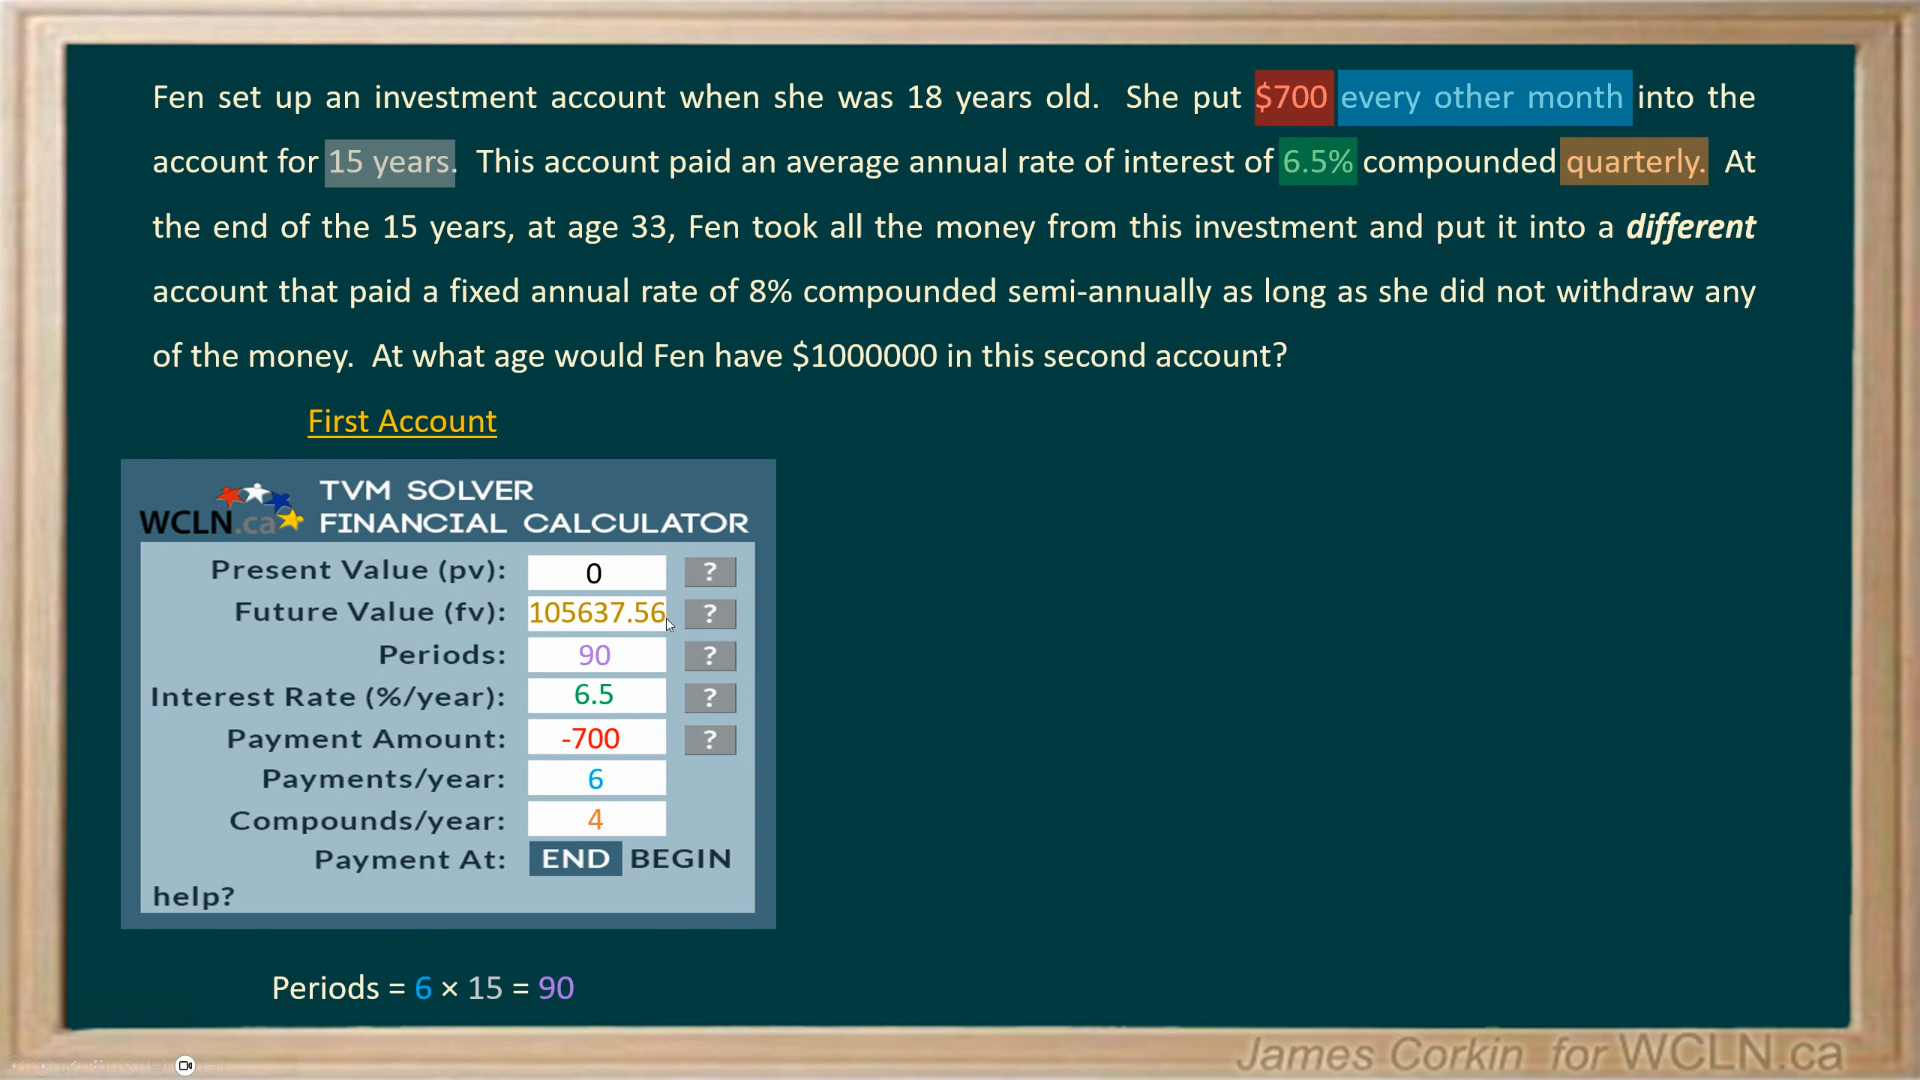 Fen set up an investment account when she was 18 years old. She put $700 every other month into the
account for 15 years. This account paid an average annual rate of interest of 6.5% compounded quarterly. At
the end of the 15 years, at age 33, Fen took all the money from this investment and put it into a different
account that paid a fixed annual rate of 8% compounded semi-annually as long as she did not withdraw any
of the money. At what age would Fen have $1000000 in this second account?
First Account
WCLN.ca
TVM SOLVER
FINANCIAL CALCULATOR
Present Value (pv): 0 ?
Future Value (fv): 105637.56 ?
Periods: 90 ?
Interest Rate (%/year): 6.5 ?
Payment Amount: -700 ?
Payments/year: 6
Compounds/year: 4
Payment At: END BEGIN
help?
Periods = 6 × 15 = 90
James Corkin for WCLN.ca